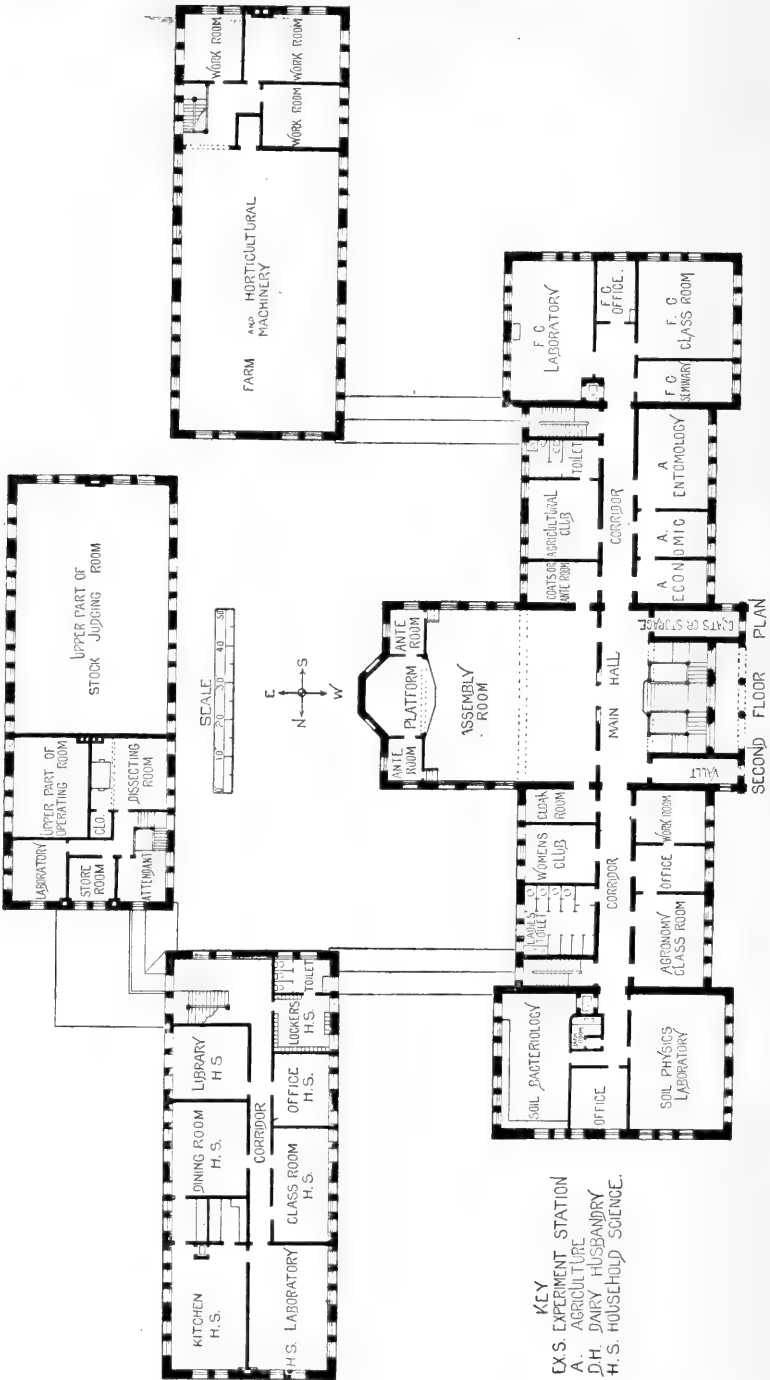 WORK ROOM
WORK ROOM
WORK ROOM
FARM AND HORTICULTURAL
MACHINERY
UPPER PART OF
STOCK JUDGING ROOM
UPPER PART OF
OPERATING ROOM
DISSECTING
ROOM
CLO.
LABORATORY
STORE
ROOM
ATTENDANT
SCALE
0 10 20 30 40 50
E
N S
W
ANTE
ROOM
PLATFORM
ANTE
ROOM
ASSEMBLY
ROOM
F C
LABORATORY
F C
OFFICE.
F. C
CLASS ROOM
F C
SEMINARY
TOILET
AGRICULTURAL
CLUB
COATS OR
ANTE ROOM
CORRIDOR
A
ENTOMOLOGY
A A.
ECONOMIC
COATS OR STORAGE
MAIN HALL
VAULT
CLOAK
ROOM
WOMENS
CLUB
LADIES'
TOILET
CORRIDOR
WORK ROOM
OFFICE
AGRONOMY
CLASS ROOM
SOIL BACTERIOLOGY
DARK
ROOM
OFFICE
SOIL PHYSICS
LABORATORY
TOILET
LOCKERS
H.S.
LIBRARY
H S
OFFICE
H.S.
DINING ROOM
H. S.
CORRIDOR
CLASS ROOM
H.S.
KITCHEN
H.S.
H.S. LABORATORY
KEY
EX.S. EXPERIMENT STATION
A. AGRICULTURE
D.H. DAIRY HUSBANDRY
H.S. HOUSEHOLD SCIENCE.
SECOND FLOOR PLAN